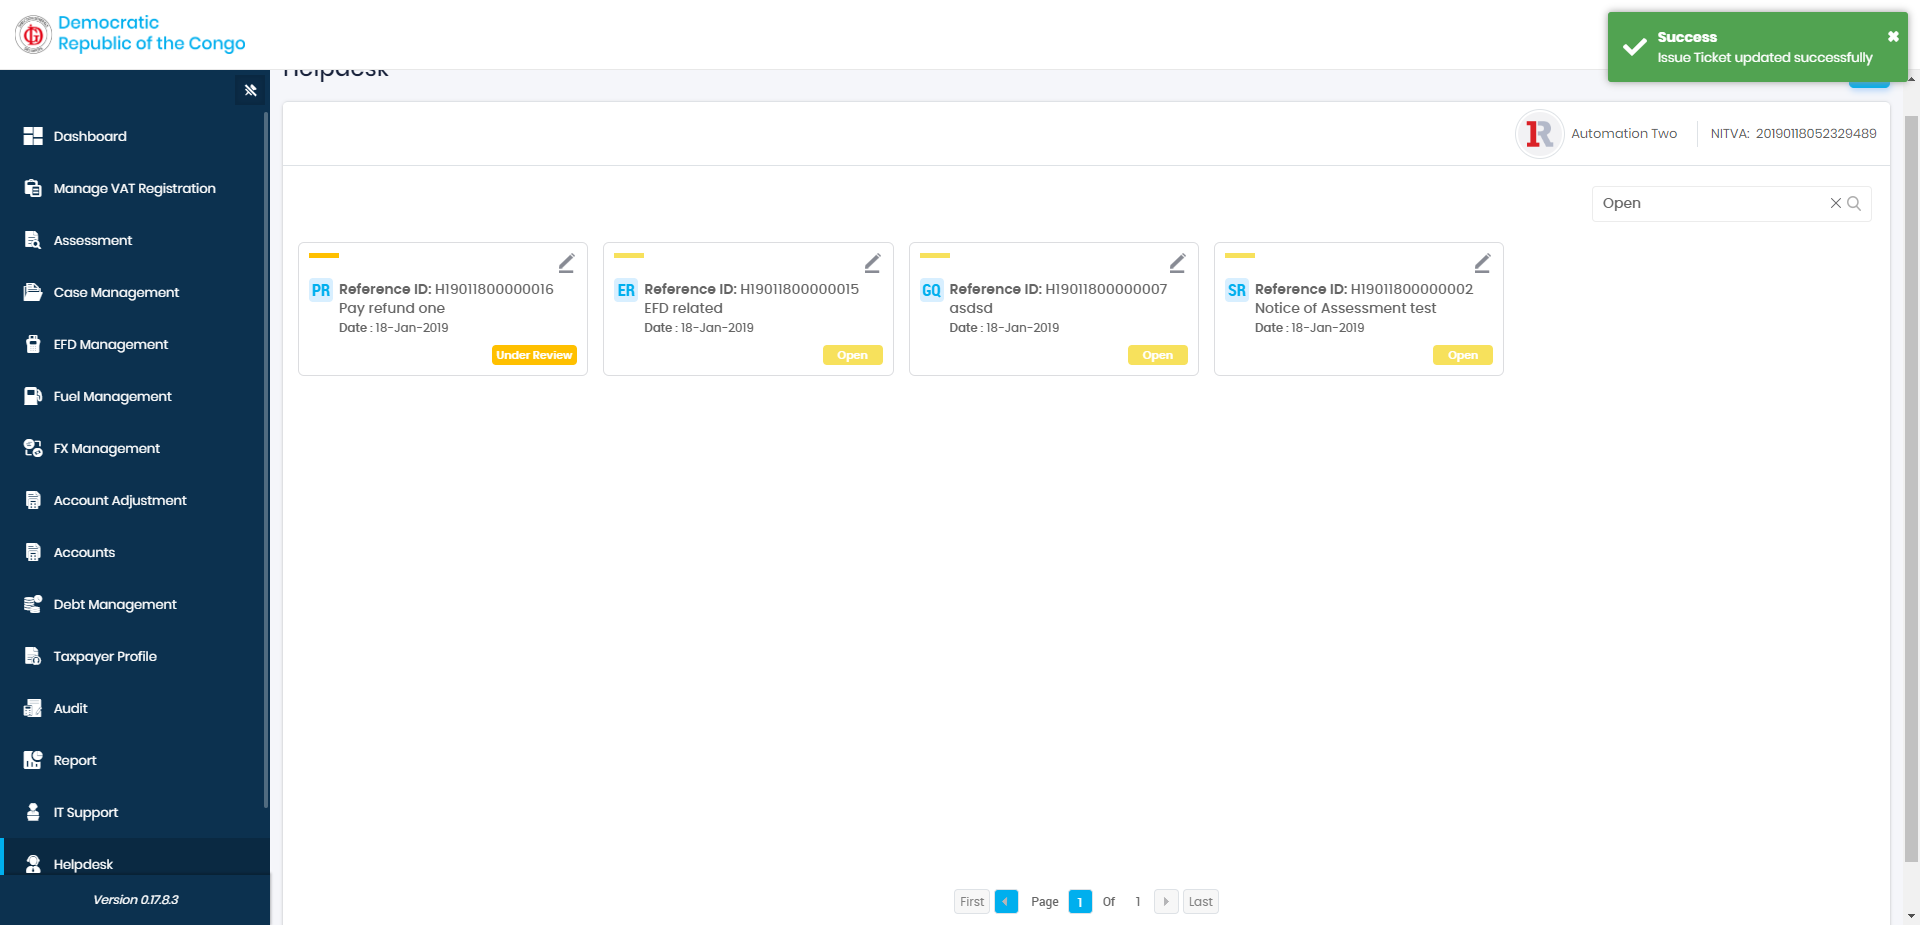 Democratic
Republic of the Congo
Success
Issue Ticket updated successfully
Helpdesk
Automation Two
NITVA: 20190118052329489
Open
Dashboard
Manage VAT Registration
Assessment
Case Management
EFD Management
Fuel Management
FX Management
Account Adjustment
Accounts
Debt Management
Taxpayer Profile
Audit
Report
IT Support
Helpdesk
Version 0.17.8.3
PR Reference ID: H19011800000016
Pay refund one
Date : 18-Jan-2019
Under Review
ER Reference ID: H19011800000015
EFD related
Date : 18-Jan-2019
Open
GQ Reference ID: H19011800000007
asdsd
Date : 18-Jan-2019
Open
SR Reference ID: H19011800000002
Notice of Assessment test
Date : 18-Jan-2019
Open
First Page 1 Of 1 Last